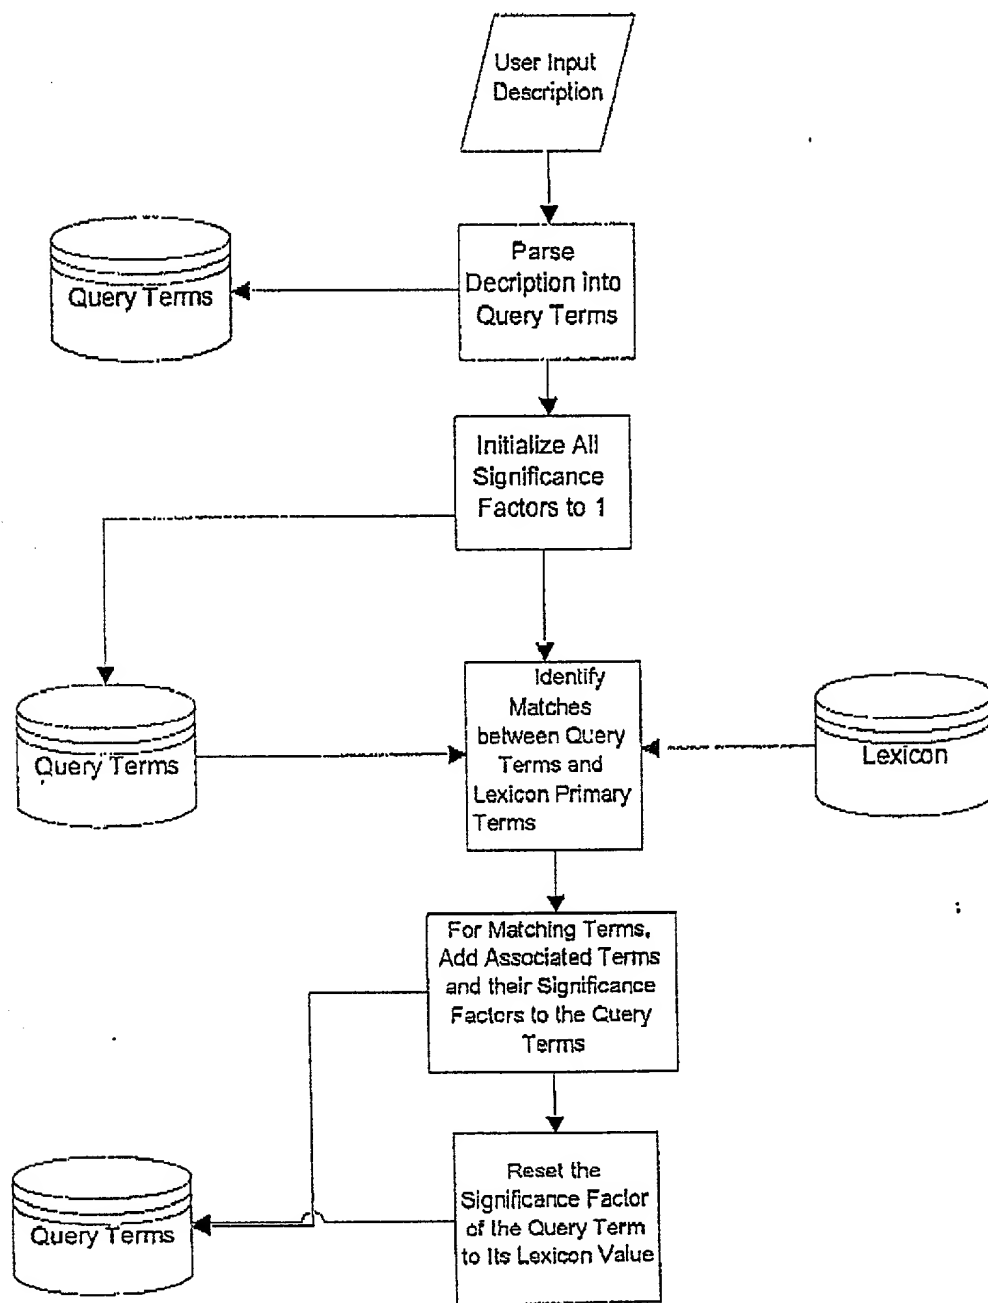 User Input
Description
Parse
Decription into
Query Terms
Query Terms
Initialize All
Significance
Factors to 1
Query Terms
Identify
Matches
between Query
Terms and
Lexicon Primary
Terms
Lexicon
For Matching Terms,
Add Associated Terms
and their Significance
Factors to the Query
Terms
Reset the
Significance Factor
of the Query Term
to Its Lexicon Value
Query Terms